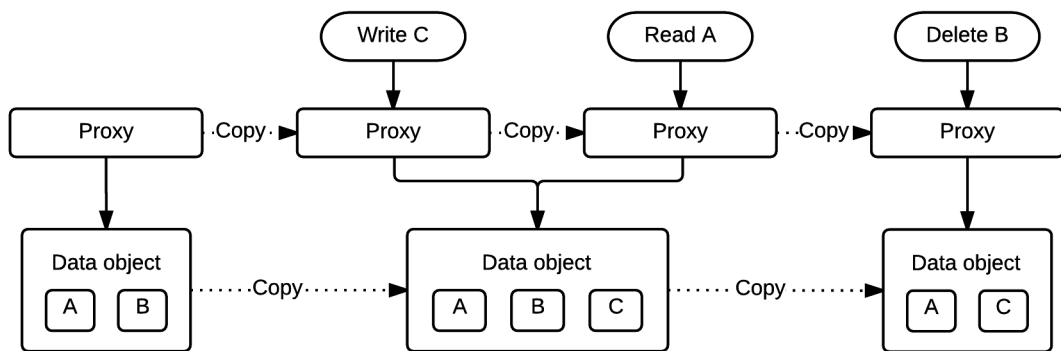 Write C
Read A
Delete B
Proxy
Copy
Proxy
Copy
Proxy
Copy
Proxy
Data object
A
B
Copy
Data object
A
B
C
Copy
Data object
A
C